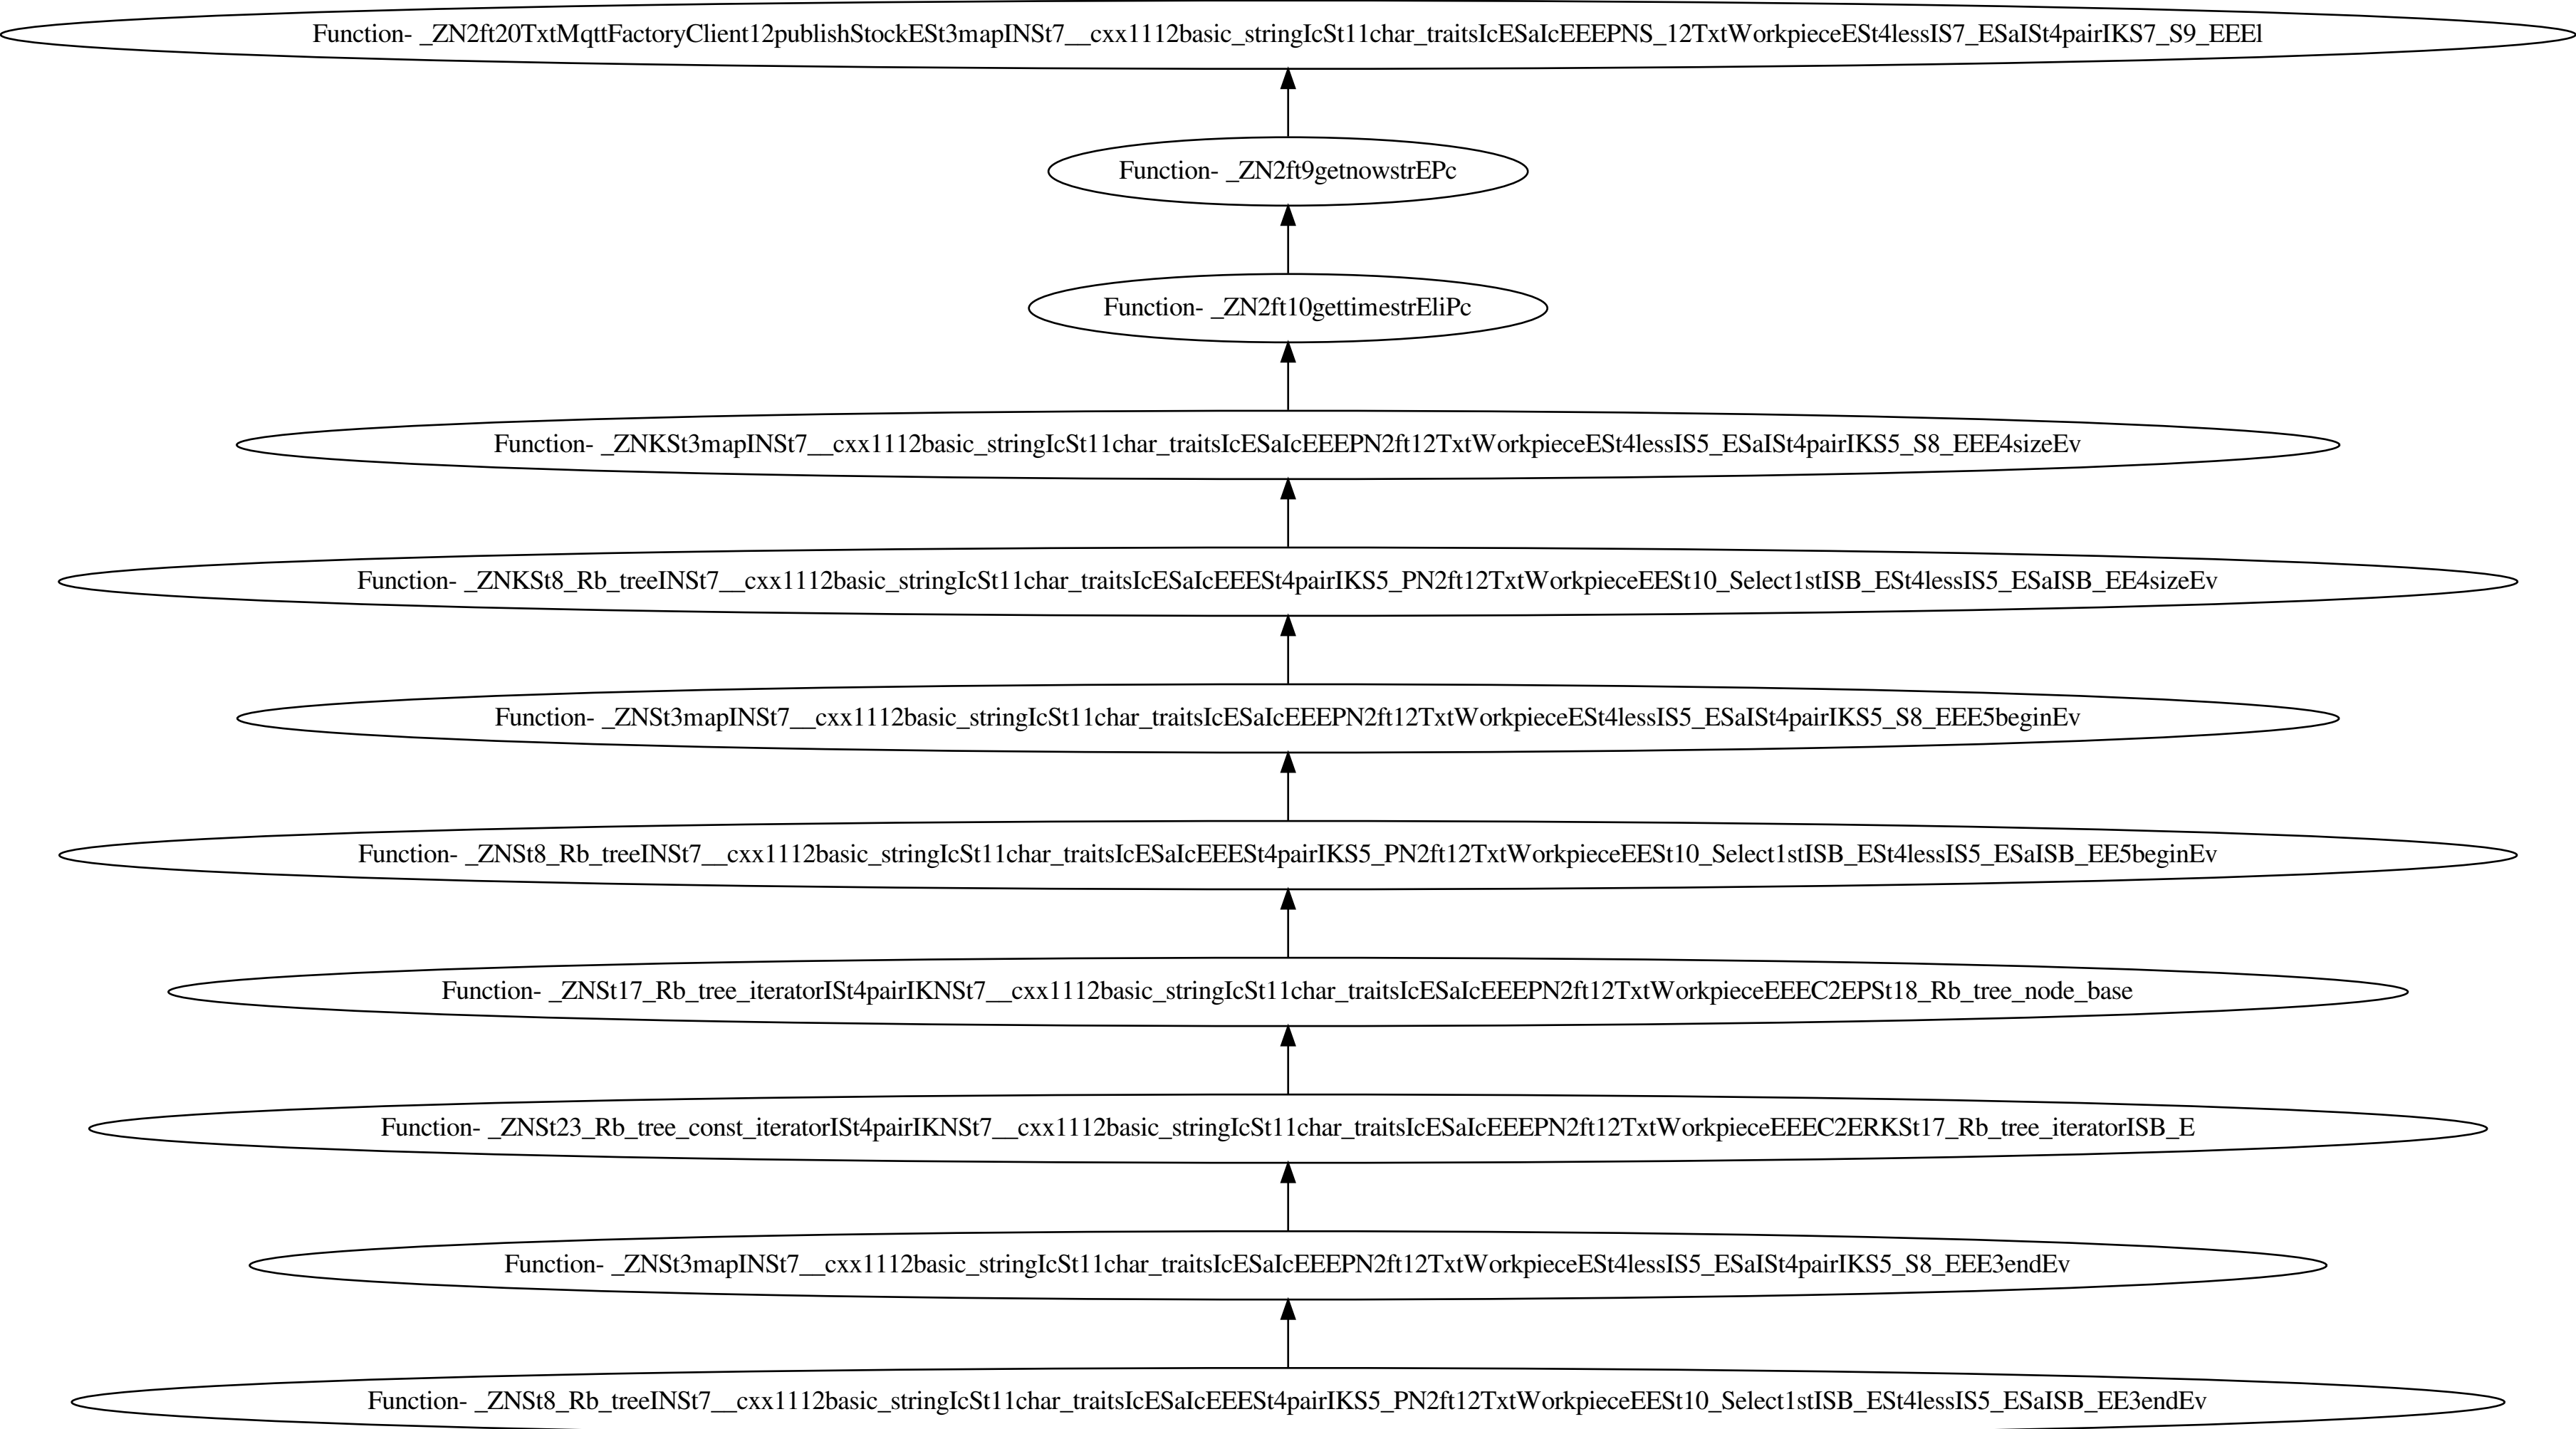 Function- _ZN2ft20TxtMqttFactoryClient12publishStockESt3mapINSt7__cxx1112basic_stringIcSt11char_traitsIcESaIcEEEPNS_12TxtWorkpieceESt4lessIS7_ESaISt4pairIKS7_S9_EEEl
Function- _ZN2ft9getnowstrEPc
Function- _ZN2ft10gettimestrEliPc
Function- _ZNKSt3mapINSt7__cxx1112basic_stringIcSt11char_traitsIcESaIcEEEPN2ft12TxtWorkpieceESt4lessIS5_ESaISt4pairIKS5_S8_EEE4sizeEv
Function- _ZNKSt8_Rb_treeINSt7__cxx1112basic_stringIcSt11char_traitsIcESaIcEEESt4pairIKS5_PN2ft12TxtWorkpieceEESt10_Select1stISB_ESt4lessIS5_ESaISB_EE4sizeEv
Function- _ZNSt3mapINSt7__cxx1112basic_stringIcSt11char_traitsIcESaIcEEEPN2ft12TxtWorkpieceESt4lessIS5_ESaISt4pairIKS5_S8_EEE5beginEv
Function- _ZNSt8_Rb_treeINSt7__cxx1112basic_stringIcSt11char_traitsIcESaIcEEESt4pairIKS5_PN2ft12TxtWorkpieceEESt10_Select1stISB_ESt4lessIS5_ESaISB_EE5beginEv
Function- _ZNSt17_Rb_tree_iteratorISt4pairIKNSt7__cxx1112basic_stringIcSt11char_traitsIcESaIcEEEPN2ft12TxtWorkpieceEEEC2EPSt18_Rb_tree_node_base
Function- _ZNSt23_Rb_tree_const_iteratorISt4pairIKNSt7__cxx1112basic_stringIcSt11char_traitsIcESaIcEEEPN2ft12TxtWorkpieceEEEC2ERKSt17_Rb_tree_iteratorISB_E
Function- _ZNSt3mapINSt7__cxx1112basic_stringIcSt11char_traitsIcESaIcEEEPN2ft12TxtWorkpieceESt4lessIS5_ESaISt4pairIKS5_S8_EEE3endEv
Function- _ZNSt8_Rb_treeINSt7__cxx1112basic_stringIcSt11char_traitsIcESaIcEEESt4pairIKS5_PN2ft12TxtWorkpieceEESt10_Select1stISB_ESt4lessIS5_ESaISB_EE3endEv